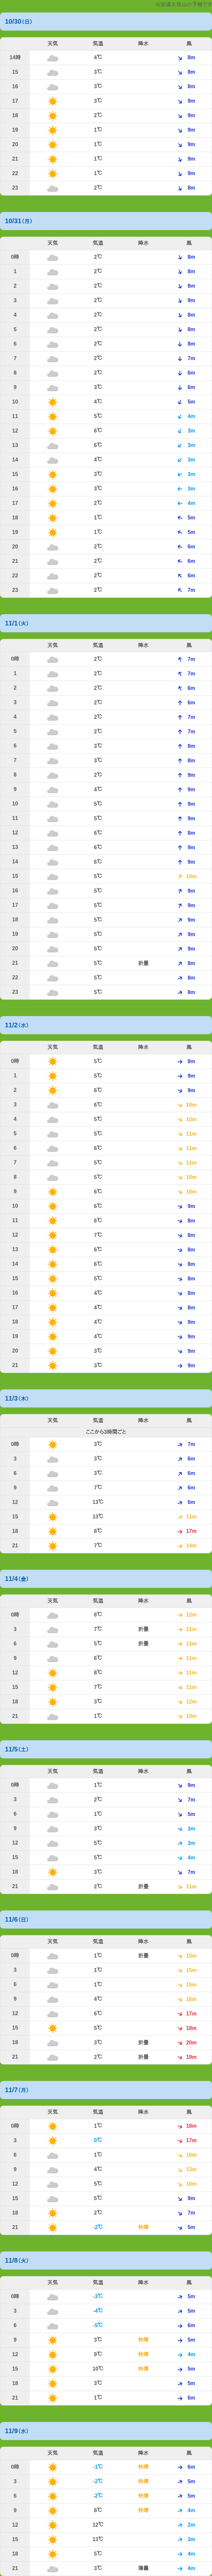 ※安達太良山の予報です
10/30(日)
天気 気温 降水 風
14時 4℃ 8m
15 3℃ 8m
16 3℃ 8m
17 3℃ 9m
18 2℃ 9m
19 1℃ 9m
20 1℃ 9m
21 1℃ 9m
22 1℃ 9m
23 2℃ 8m
10/31(月)
天気 気温 降水 風
0時 2℃ 8m
1 2℃ 8m
2 2℃ 8m
3 2℃ 9m
4 2℃ 8m
5 2℃ 8m
6 2℃ 8m
7 2℃ 7m
8 2℃ 6m
9 3℃ 6m
10 4℃ 5m
11 5℃ 4m
12 6℃ 3m
13 6℃ 3m
14 4℃ 3m
15 3℃ 3m
16 3℃ 3m
17 2℃ 4m
18 1℃ 5m
19 1℃ 5m
20 2℃ 6m
21 2℃ 6m
22 2℃ 6m
23 2℃ 7m
11/1(火)
天気 気温 降水 風
0時 2℃ 7m
1 2℃ 7m
2 2℃ 6m
3 2℃ 6m
4 2℃ 7m
5 2℃ 7m
6 3℃ 8m
7 3℃ 8m
8 2℃ 9m
9 4℃ 9m
10 5℃ 9m
11 5℃ 9m
12 6℃ 8m
13 6℃ 9m
14 6℃ 9m
15 5℃ 10m
16 5℃ 9m
17 5℃ 9m
18 5℃ 9m
19 5℃ 9m
20 5℃ 9m
21 5℃ 折畳 8m
22 5℃ 8m
23 5℃ 8m
11/2(水)
天気 気温 降水 風
0時 5℃ 8m
1 5℃ 9m
2 6℃ 9m
3 6℃ 10m
4 5℃ 10m
5 5℃ 11m
6 6℃ 11m
7 5℃ 11m
8 5℃ 10m
9 6℃ 10m
10 6℃ 9m
11 6℃ 9m
12 7℃ 8m
13 6℃ 8m
14 6℃ 8m
15 5℃ 8m
16 4℃ 8m
17 4℃ 8m
18 4℃ 9m
19 4℃ 9m
20 3℃ 9m
21 3℃ 9m
11/3(木)
天気 気温 降水 風
ここから3時間ごと
0時 3℃ 7m
3 3℃ 6m
6 3℃ 6m
9 7℃ 6m
12 13℃ 6m
15 13℃ 11m
18 8℃ 17m
21 7℃ 14m
11/4(金)
天気 気温 降水 風
0時 8℃ 12m
3 7℃ 折畳 11m
6 5℃ 折畳 11m
9 6℃ 11m
12 8℃ 11m
15 7℃ 11m
18 3℃ 12m
21 1℃ 10m
11/5(土)
天気 気温 降水 風
0時 1℃ 9m
3 2℃ 7m
6 1℃ 5m
9 3℃ 3m
12 5℃ 3m
15 5℃ 4m
18 3℃ 7m
21 2℃ 折畳 11m
11/6(日)
天気 気温 降水 風
0時 1℃ 折畳 15m
3 1℃ 15m
6 1℃ 15m
9 4℃ 16m
12 6℃ 17m
15 5℃ 18m
18 3℃ 折畳 20m
21 2℃ 折畳 19m
11/7(月)
天気 気温 降水 風
0時 1℃ 18m
3 0℃ 17m
6 1℃ 16m
9 4℃ 13m
12 5℃ 10m
15 5℃ 9m
18 2℃ 7m
21 -2℃ 快晴 5m
11/8(火)
天気 気温 降水 風
0時 -3℃ 5m
3 -4℃ 5m
6 -5℃ 6m
9 3℃ 快晴 5m
12 9℃ 快晴 4m
15 10℃ 快晴 5m
18 3℃ 5m
21 1℃ 6m
11/9(水)
天気 気温 降水 風
0時 -1℃ 快晴 6m
3 -2℃ 快晴 5m
6 -2℃ 快晴 5m
9 8℃ 快晴 4m
12 12℃ 2m
15 13℃ 3m
18 5℃ 4m
21 3℃ 薄曇 4m